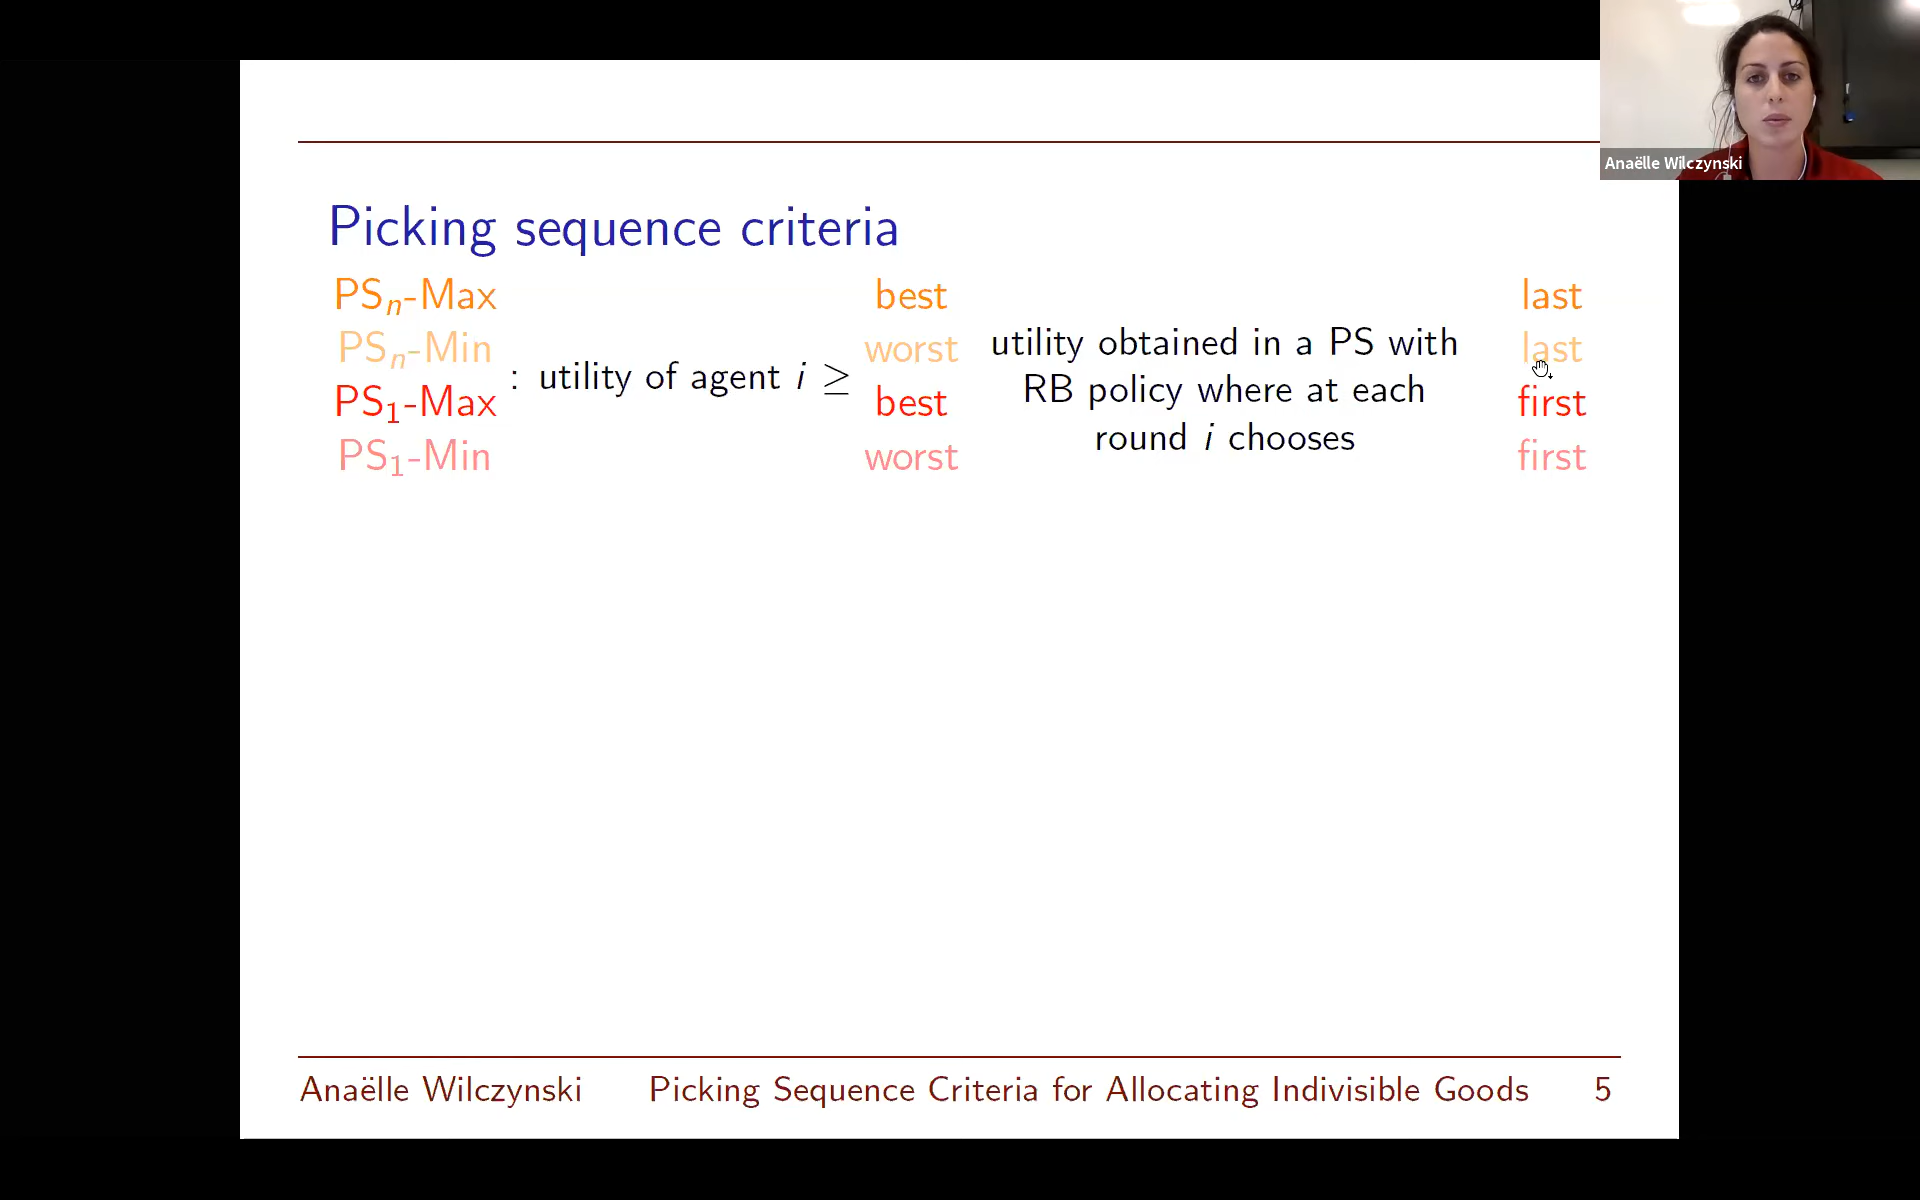 Anaëlle Wilczynski
Picking sequence criteria
PSn-Max best last
PSn-Min worst last
PS1-Max best first
PS1-Min worst first
: utility of agent i ≥
utility obtained in a PS with
RB policy where at each
round i chooses
Anaëlle Wilczynski Picking Sequence Criteria for Allocating Indivisible Goods 5